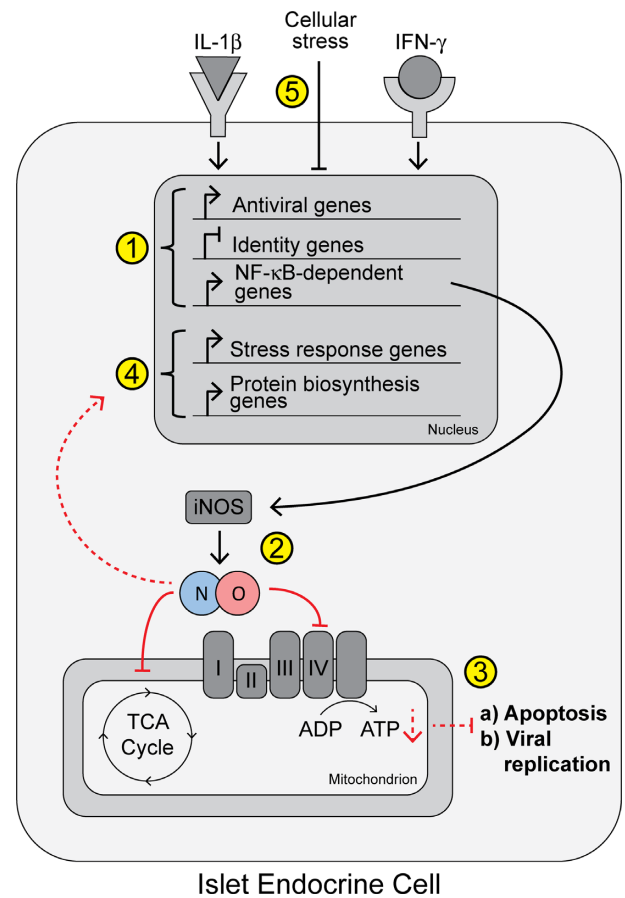 Cellular
stress
IL-1β
IFN-γ
5
1
Antiviral genes
Identity genes
NF-κB-dependent
genes
4
Stress response genes
Protein biosynthesis
genes
Nucleus
iNOS
2
N O
I II III IV
3
TCA
Cycle
ADP ATP
a) Apoptosis
b) Viral
replication
Mitochondrion
Islet Endocrine Cell